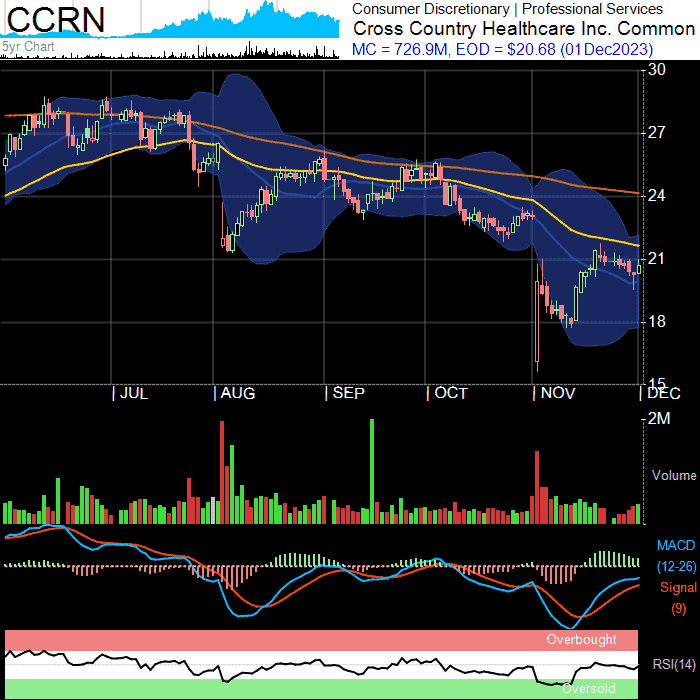 CCRN
5yr Chart
Consumer Discretionary | Professional Services
Cross Country Healthcare Inc. Common
MC = 726.9M, EOD = $20.68 (01Dec2023)
30
27
24
21
18
15
| JUL
| AUG
| SEP
| OCT
| NOV
| DEC
2M
Volume
MACD
(12-26)
Signal
(9)
Overbought
RSI(14)
Oversold